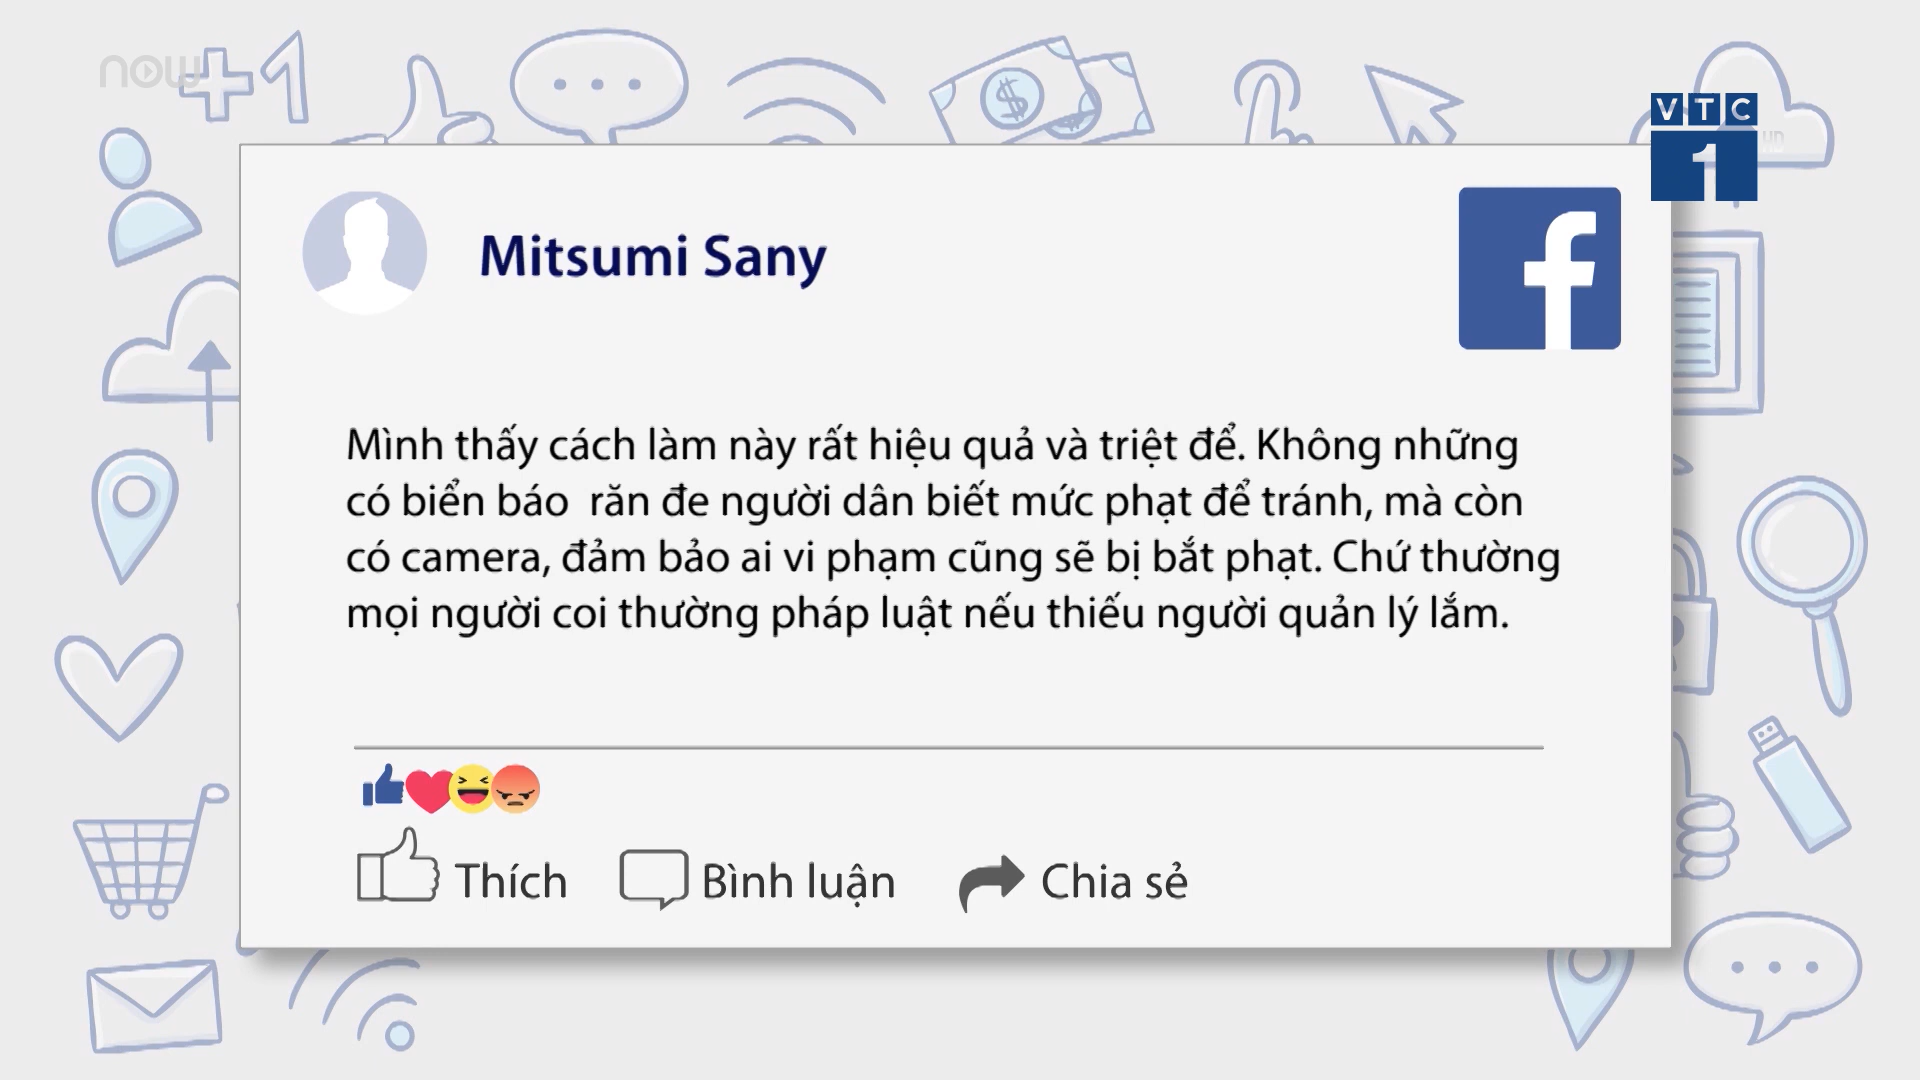 now
+1
VTC
1
HD
Mitsumi Sany
f
Mình thấy cách làm này rất hiệu quả và triệt để. Không những
có biển báo  răn đe người dân biết mức phạt để tránh, mà còn
có camera, đảm bảo ai vi phạm cũng sẽ bị bắt phạt. Chứ thường
mọi người coi thường pháp luật nếu thiếu người quản lý lắm.
Thích
Bình luận
Chia sẻ